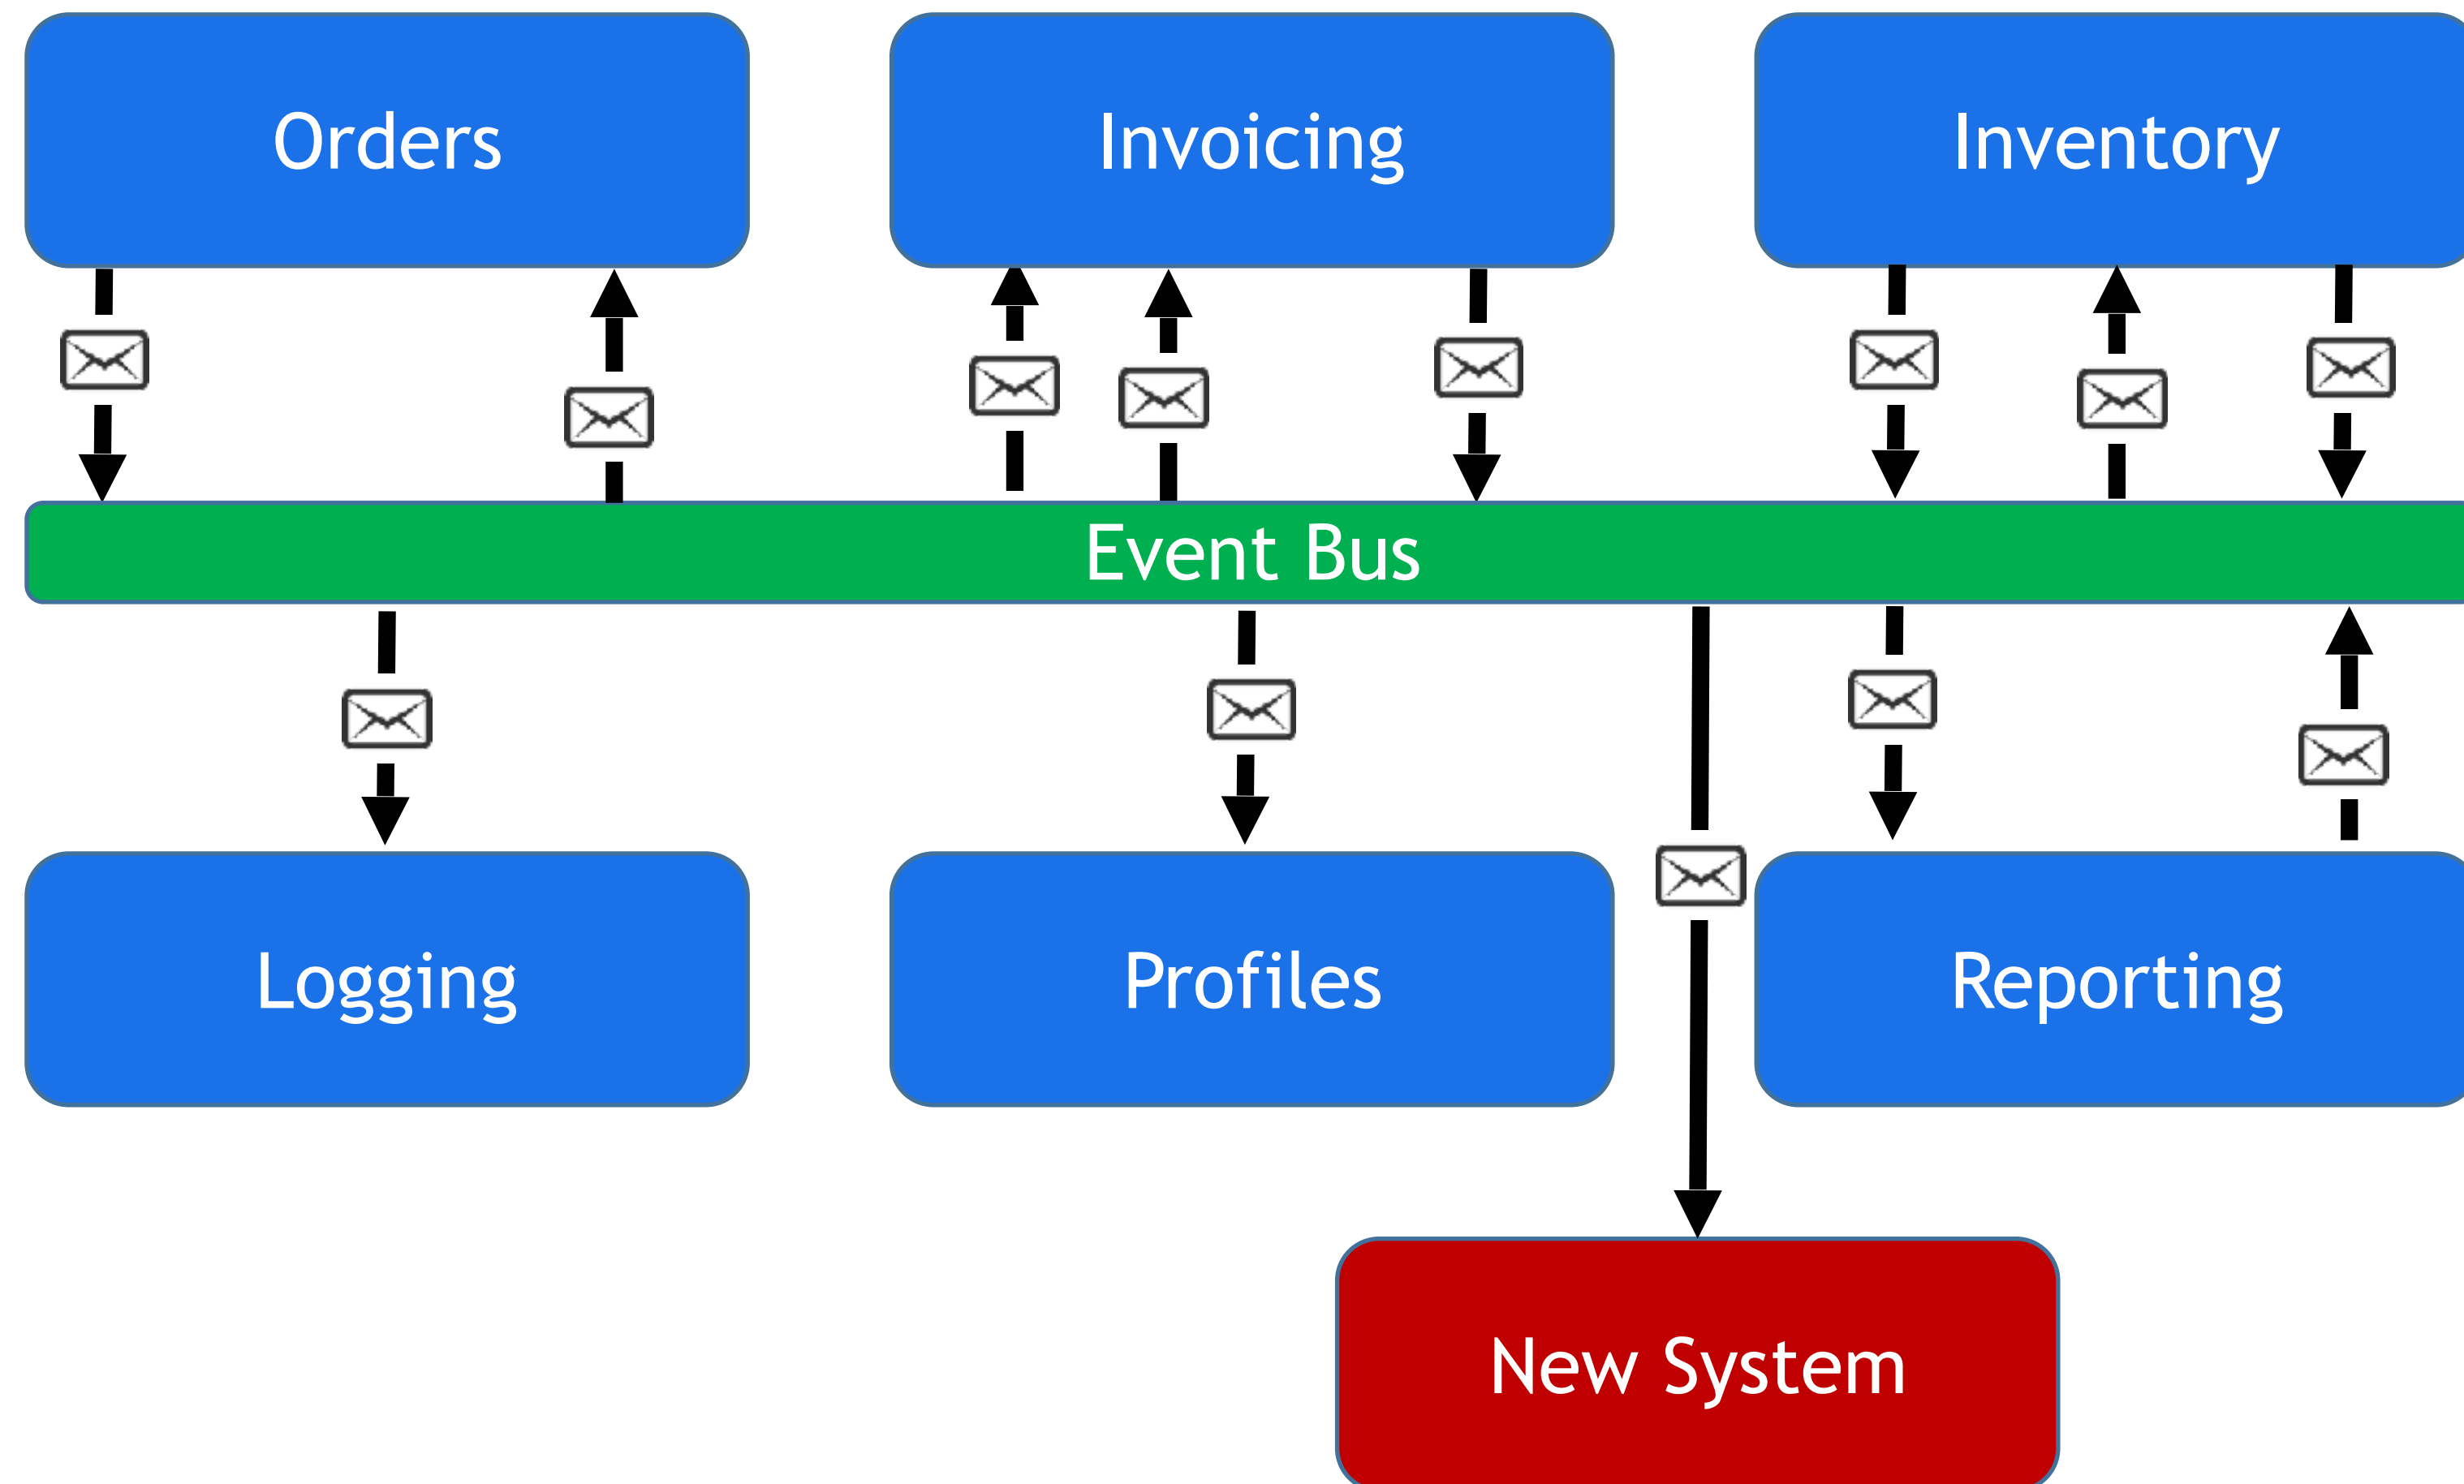 Orders
Invoicing
Inventory
Event Bus
Logging
Profiles
Reporting
New System